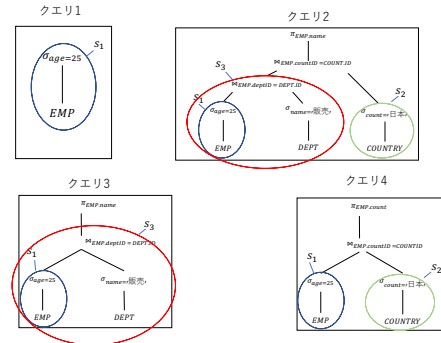 クエリ1
S₁
σage=25
EMP
クエリ2
πEMP.name
⋈EMP.countID =COUNT.ID
S₃
S₂
⋈EMP.deptID = DEPT.ID
S₁
σage=25
σname=,販売,
σcount=,日本,
EMP
DEPT
COUNTRY
クエリ3
πEMP.name
S₃
⋈EMP.deptID = DEPT.ID
S₁
σage=25
σname=,販売,
EMP
DEPT
クエリ4
πEMP.count
⋈EMP.countID=COUNTID
S₁
S₂
σage=25
σcount=,日本,
EMP
COUNTRY